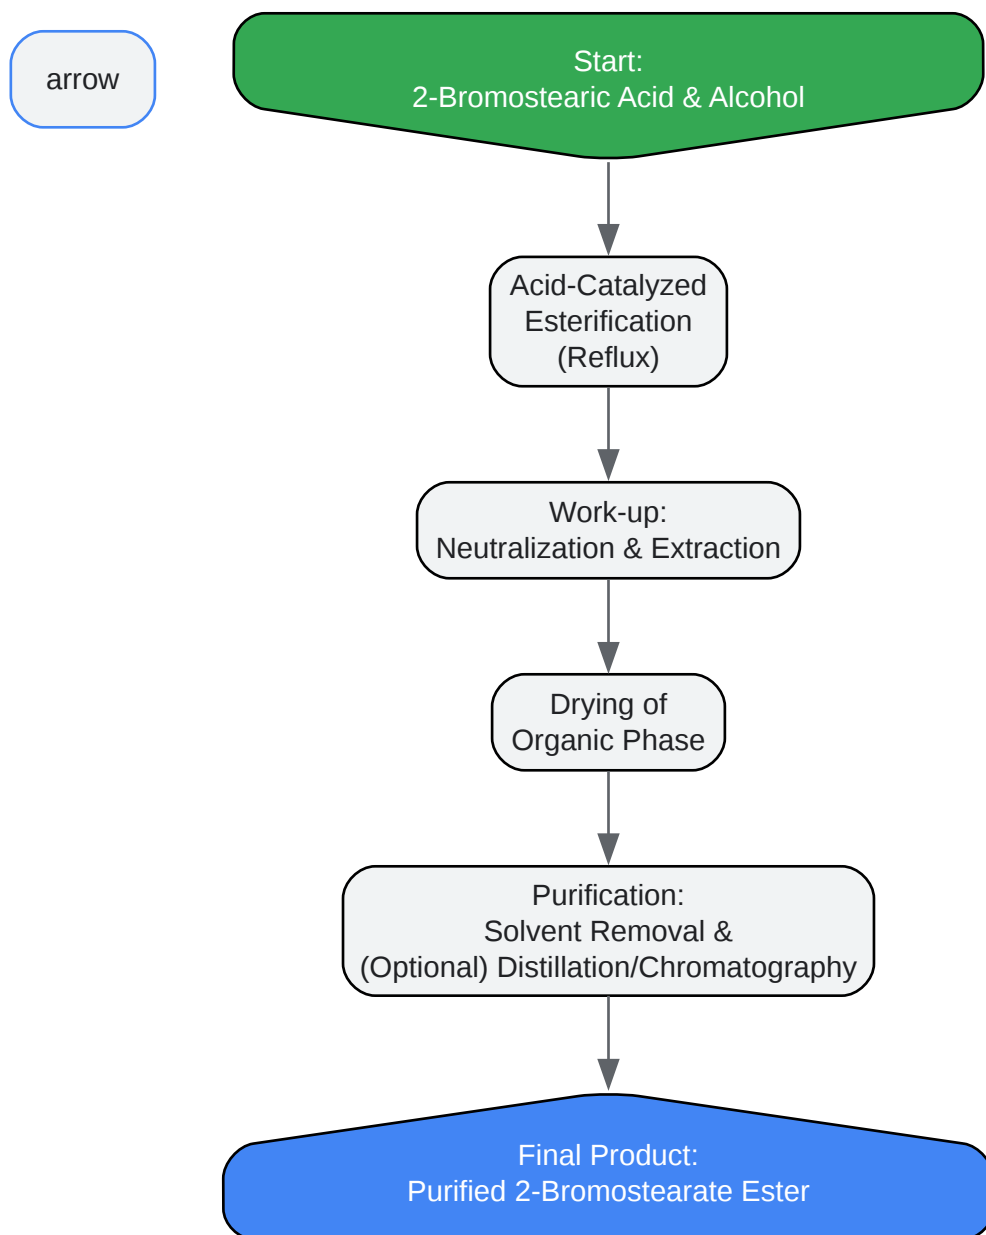 arrow
Start:
2-Bromostearic Acid & Alcohol
Acid-Catalyzed
Esterification
(Reflux)
Work-up:
Neutralization & Extraction
Drying of
Organic Phase
Purification:
Solvent Removal &
(Optional) Distillation/Chromatography
Final Product:
Purified 2-Bromostearate Ester